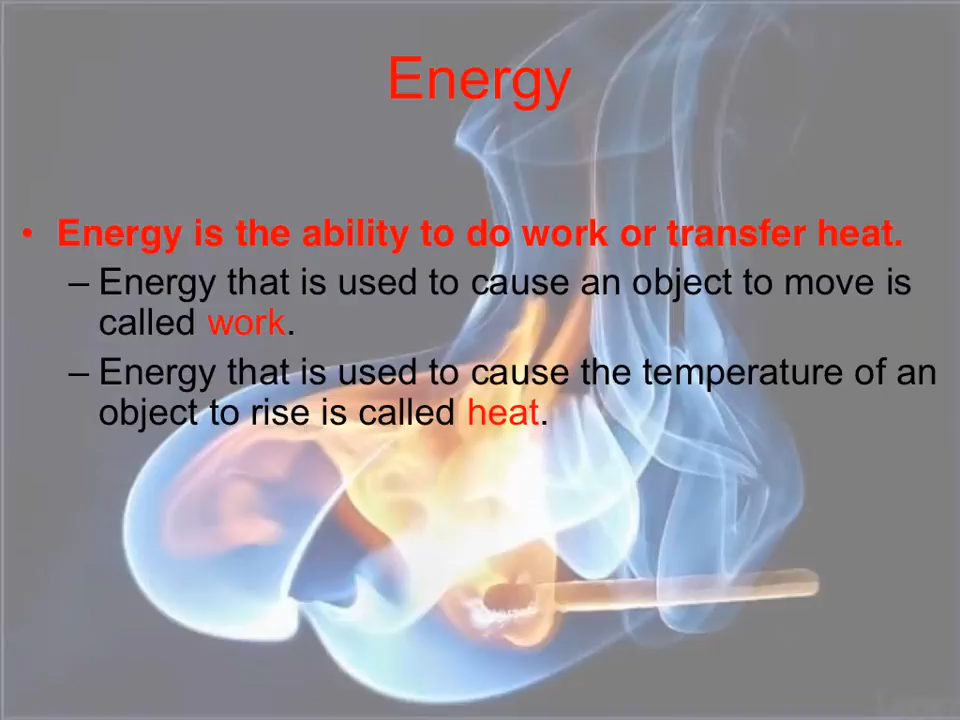 Energy
• Energy is the ability to do work or transfer heat.
– Energy that is used to cause an object to move is
called work.
– Energy that is used to cause the temperature of an
object to rise is called heat.